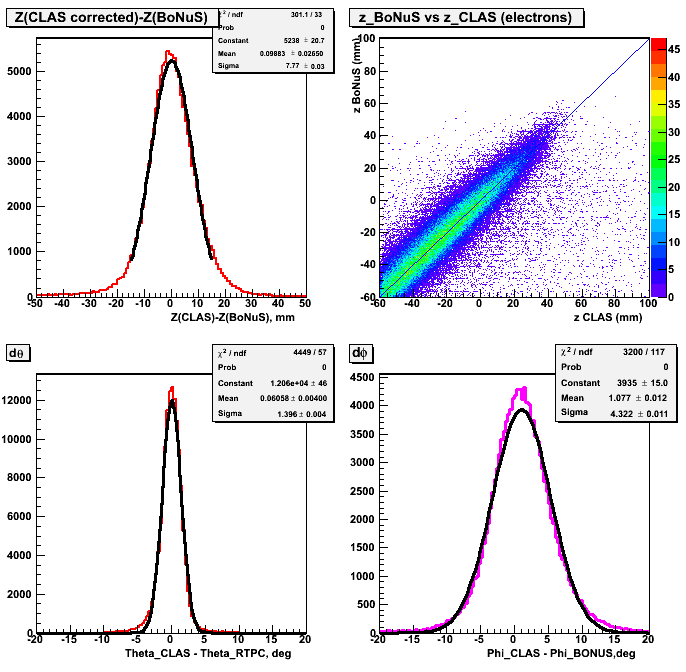 Z(CLAS corrected)-Z(BoNuS)
χ² / ndf 301.1 / 33
Prob 0
Constant 5238 ± 20.7
Mean 0.09883 ± 0.02650
Sigma 7.77 ± 0.03
5000
4000
3000
2000
1000
0
-50 -40 -30 -20 -10 0 10 20 30 40 50
Z(CLAS)-Z(BoNuS), mm
z_BoNuS vs z_CLAS (electrons)
z BoNuS (mm)
100
80
60
40
20
0
-20
-40
-60
-60 -40 -20 0 20 40 60 80 100
z CLAS (mm)
45
40
35
30
25
20
15
10
5
0
dθ
χ² / ndf 4449 / 57
Prob 0
Constant 1.206e+04 ± 46
Mean 0.06058 ± 0.00400
Sigma 1.396 ± 0.004
12000
10000
8000
6000
4000
2000
0
-20 -15 -10 -5 0 5 10 15 20
Theta_CLAS - Theta_RTPC, deg
dϕ
χ² / ndf 3200 / 117
Prob 0
Constant 3935 ± 15.0
Mean 1.077 ± 0.012
Sigma 4.322 ± 0.011
4500
4000
3500
3000
2500
2000
1500
1000
500
0
-20 -15 -10 -5 0 5 10 15 20
Phi_CLAS - Phi_BONUS,deg